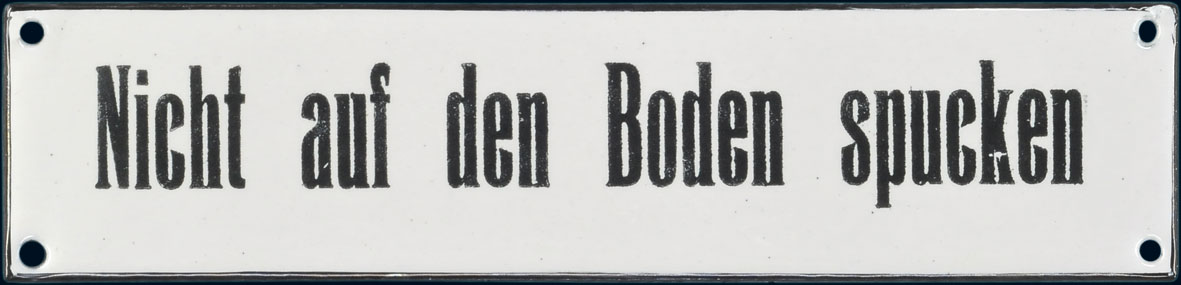 Nicht auf den Boden spucken